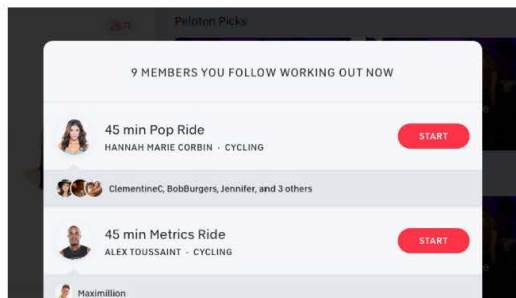 Peloton Picks
9 MEMBERS YOU FOLLOW WORKING OUT NOW
45 min Pop Ride
HANNAH MARIE CORBIN · CYCLING
START
ClementineC, BobBurgers, Jennifer, and 3 others
45 min Metrics Ride
ALEX TOUSSAINT · CYCLING
START
Maximillion